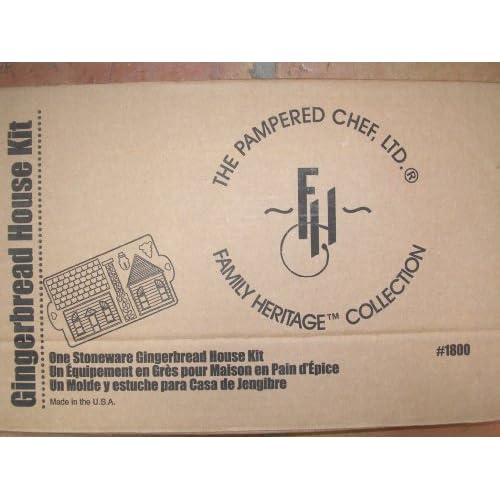 Gingerbread House Kit
THE PAMPERED CHEF, LTD.®
~ FH ~
FAMILY HERITAGE™ COLLECTION
One Stoneware Gingerbread House Kit
Un Équipement en Grès pour Maison en Pain d'Épice
Un Molde y estuche para Casa de Jengibre
Made in the U.S.A.
#1800